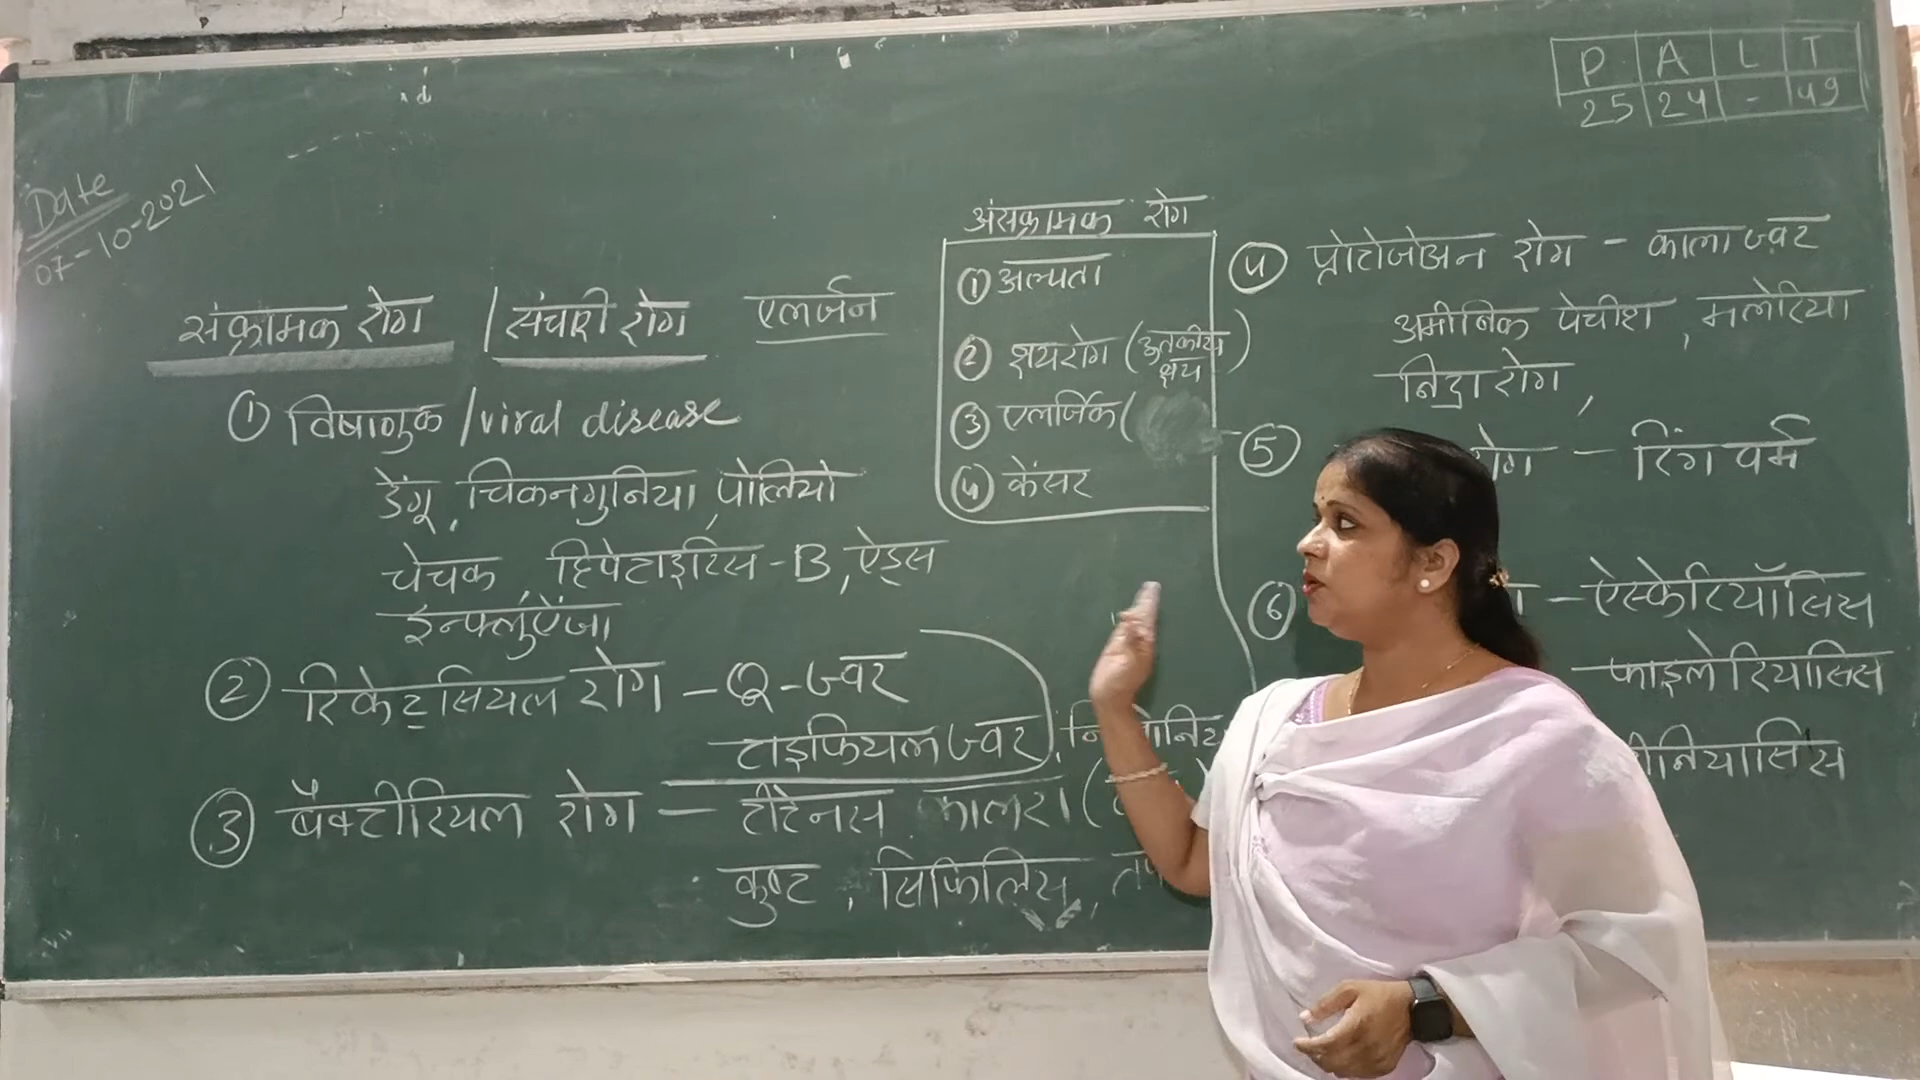 Date
07-10-2021
P A L T
25 24 - 49
संक्रामक रोग / संचारी रोग एलर्जन
① विषाणुक / viral disease
डेंगू, चिकनगुनिया, पोलियो
चेचक, हिपेटाइटिस-B, ऐड्स
इन्फ्लुएंजा
② रिकेट्सियल रोग - Q-ज्वर
टाइफियल ज्वर
③ बैक्टीरियल रोग - टीटेनस कालरा (
कुष्ट, सिफिलिस,
अंसक्रामक रोग
① अल्पता
② क्षयरोग (ऊतकीय क्षय)
③ एलर्जिक (
④ केंसर
④ प्रोटोजोअन रोग - काला ज्वर
अमीबिक पेचीश, मलेरिया
निद्रा रोग,
⑤ रोग - रिंग वर्म
⑥ - ऐस्केरियॉसिस
फाइलेरियासिस